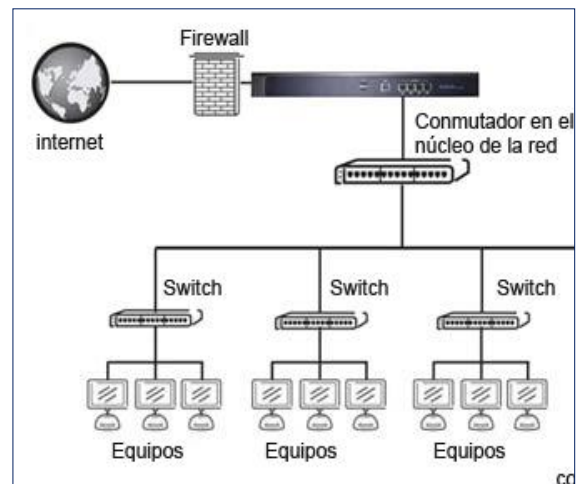 Firewall
internet
Conmutador en el
núcleo de la red
Switch
Switch
Switch
Equipos
Equipos
Equipos